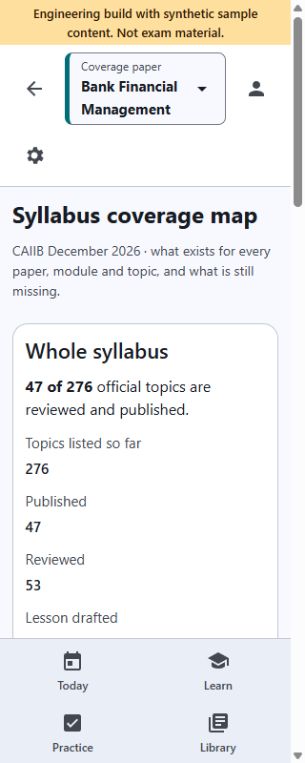 Engineering build with synthetic sample
content. Not exam material.
Coverage paper
Bank Financial
Management
Syllabus coverage map
CAIIB December 2026 · what exists for every
paper, module and topic, and what is still
missing.
Whole syllabus
47 of 276 official topics are
reviewed and published.
Topics listed so far
276
Published
47
Reviewed
53
Lesson drafted
Today
Learn
Practice
Library